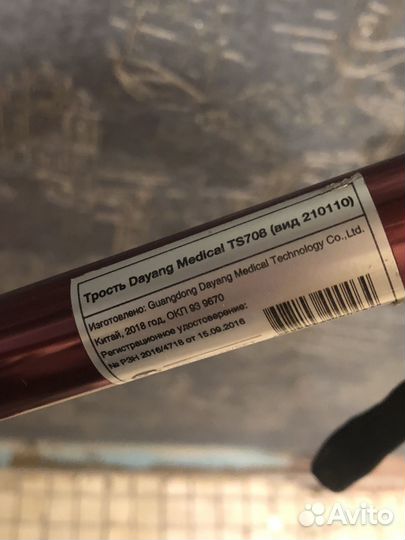 Трость Dayang Medical TS708 (вид 210110)
Изготовлено: Guangdong Dayang Medical Technology Co.,Ltd.
Китай, 2018 год, ОКП 93 9670
Регистрационное удостоверение:
№ РЗН 2016/4718 от 15.09.2016
Avito